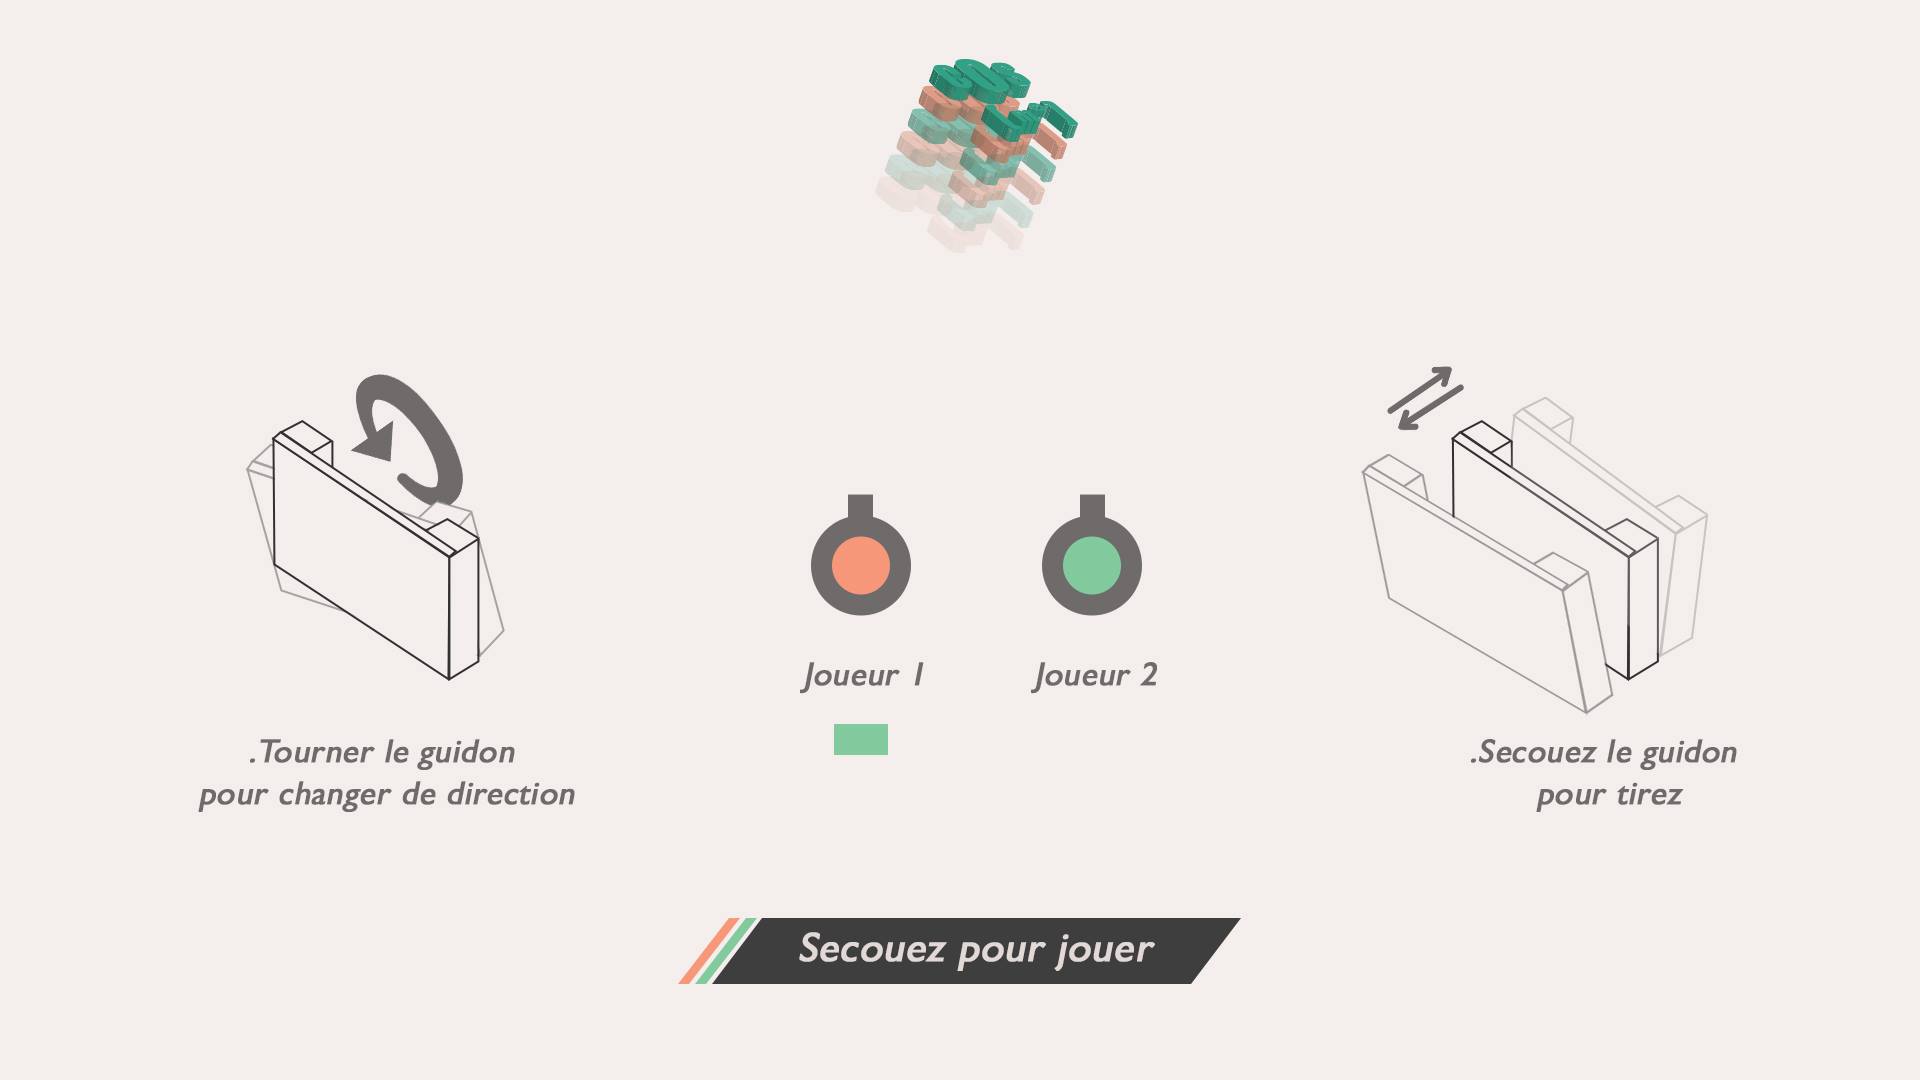 Joueur 1
Joueur 2
.Tourner le guidon
pour changer de direction
.Secouez le guidon
pour tirez
Secouez pour jouer